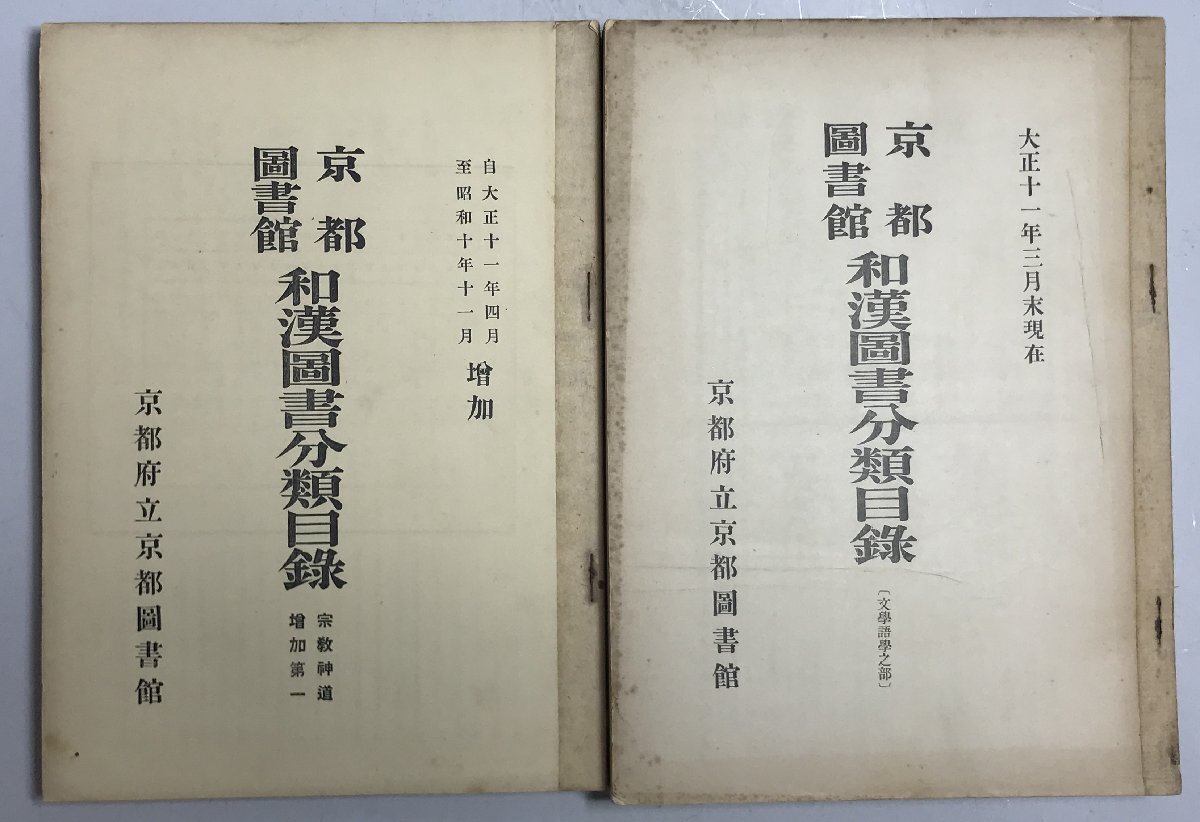 大正十一年三月末現在
京都
圖書館
和漢圖書分類目錄
〔文學語學之部〕
京都府立京都圖書館
自大正十一年四月
至昭和十年十一月
增加
京都
圖書館
和漢圖書分類目錄
宗敎神道
增加第一
京都府立京都圖書館